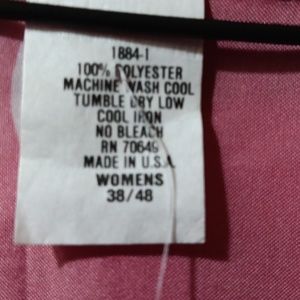 1884-1
100% POLYESTER
MACHINE WASH COOL
TUMBLE DRY LOW
COOL IRON
NO BLEACH
RN 70649
MADE IN U.S.A.
WOMENS
38/48